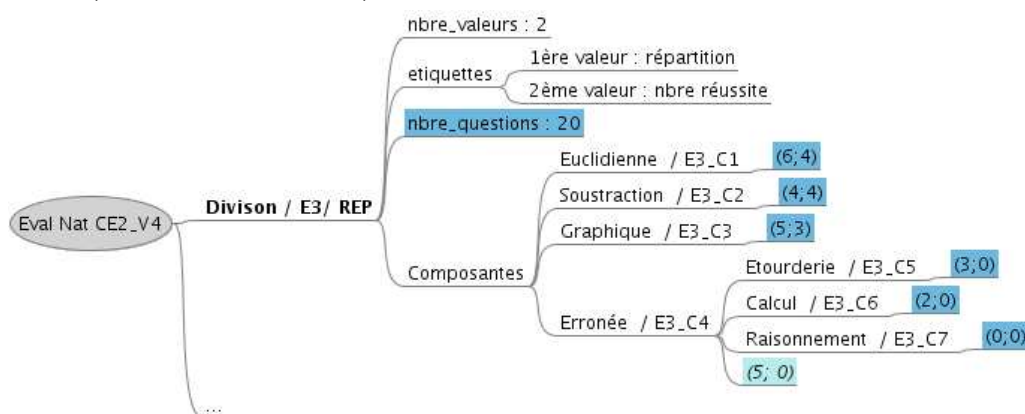 nbre_valeurs : 2
1ère valeur : répartition
etiquettes
2ème valeur : nbre réussite
nbre_questions : 20
Euclidienne / E3_C1 (6;4)
Soustraction / E3_C2 (4;4)
Divison / E3/ REP
Eval Nat CE2_V4
Graphique / E3_C3 (5;3)
Composantes
Etourderie / E3_C5 (3;0)
Calcul / E3_C6 (2;0)
Erronée / E3_C4
Raisonnement / E3_C7 (0;0)
(5; 0)
...